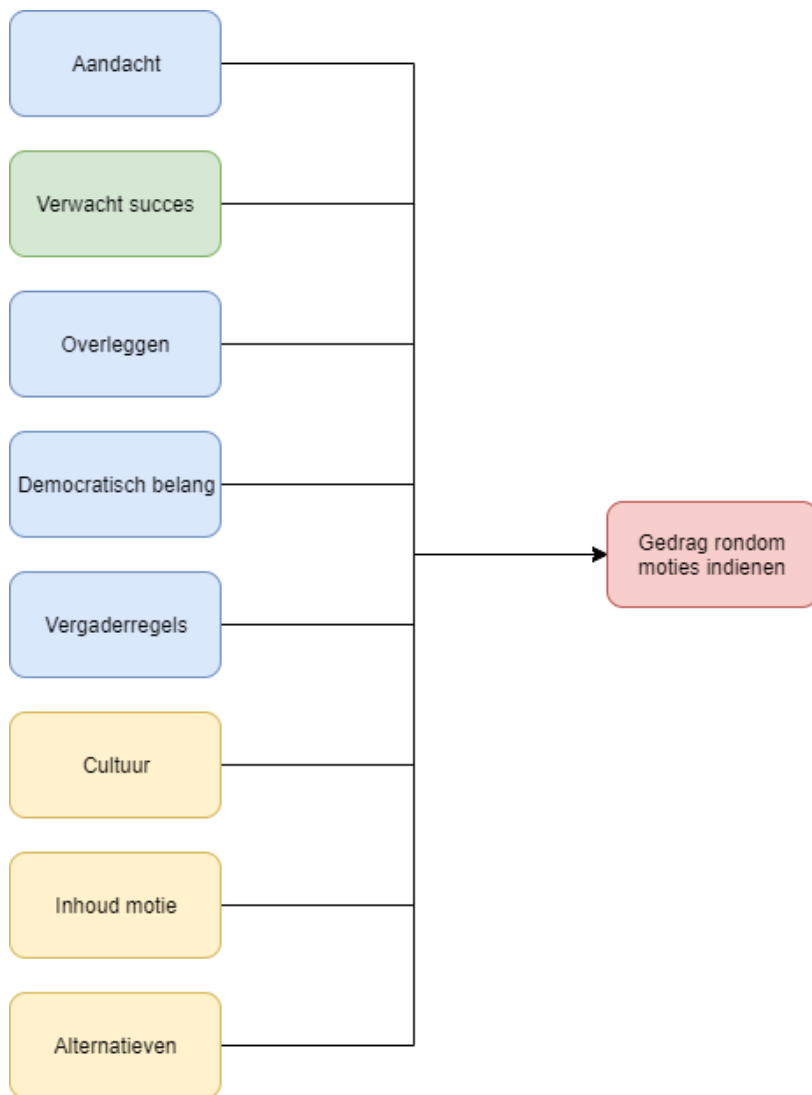 Aandacht
Verwacht succes
Overleggen
Democratisch belang
Vergaderregels
Cultuur
Inhoud motie
Alternatieven
Gedrag rondom
moties indienen